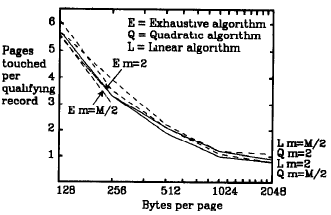 6
E = Exhaustive algorithm
Q = Quadratic algorithm
L = Linear algorithm
Pages
touched
per
qualifying
record
5
4
3
2
1
E m=2
E m=M/2
L m=M/2
Q m=2
L m=2
Q m=M/2
128 256 512 1024 2048
Bytes per page